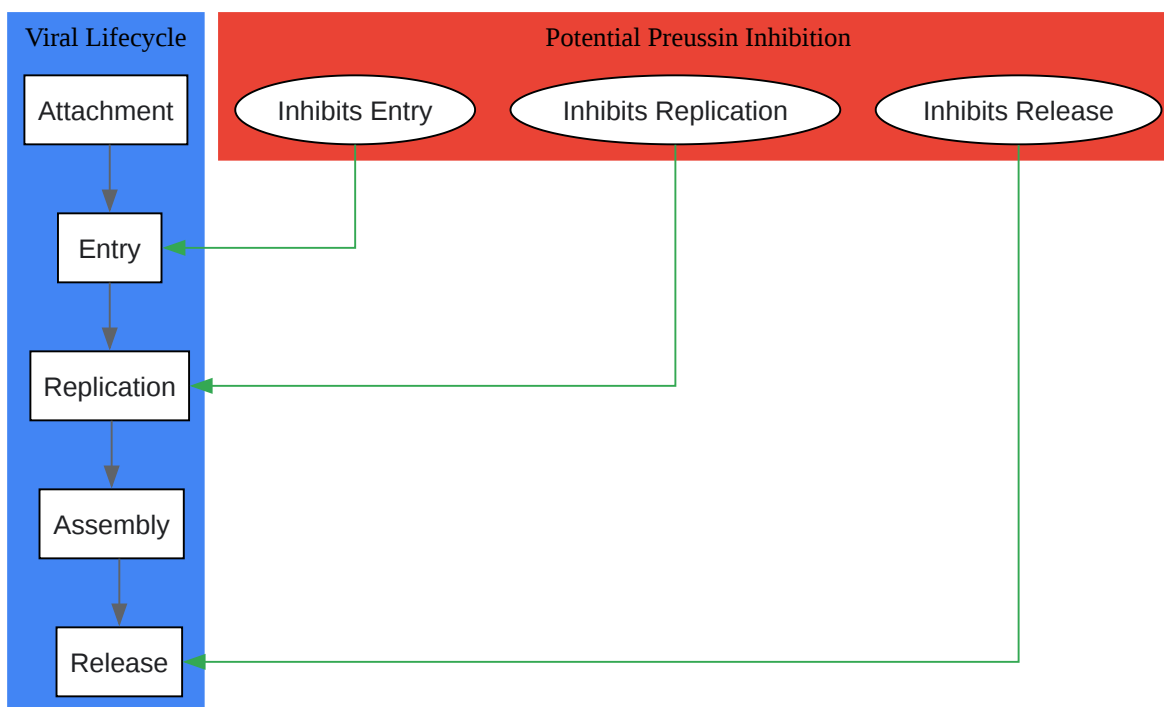 Viral Lifecycle
Potential Preussin Inhibition
Attachment
Inhibits Entry
Inhibits Replication
Inhibits Release
Entry
Replication
Assembly
Release